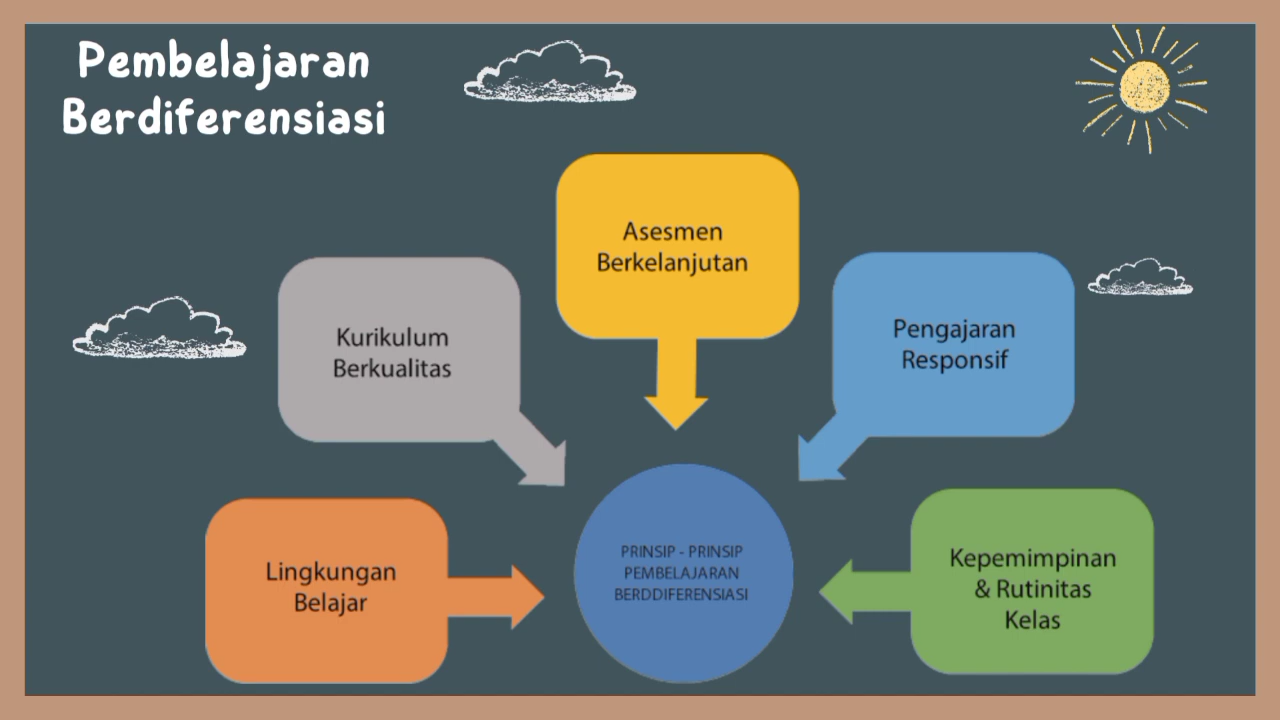 Pembelajaran
Berdiferensiasi
Asesmen
Berkelanjutan
Kurikulum
Berkualitas
Pengajaran
Responsif
Lingkungan
Belajar
PRINSIP - PRINSIP
PEMBELAJARAN
BERDDIFERENSIASI
Kepemimpinan
& Rutinitas
Kelas